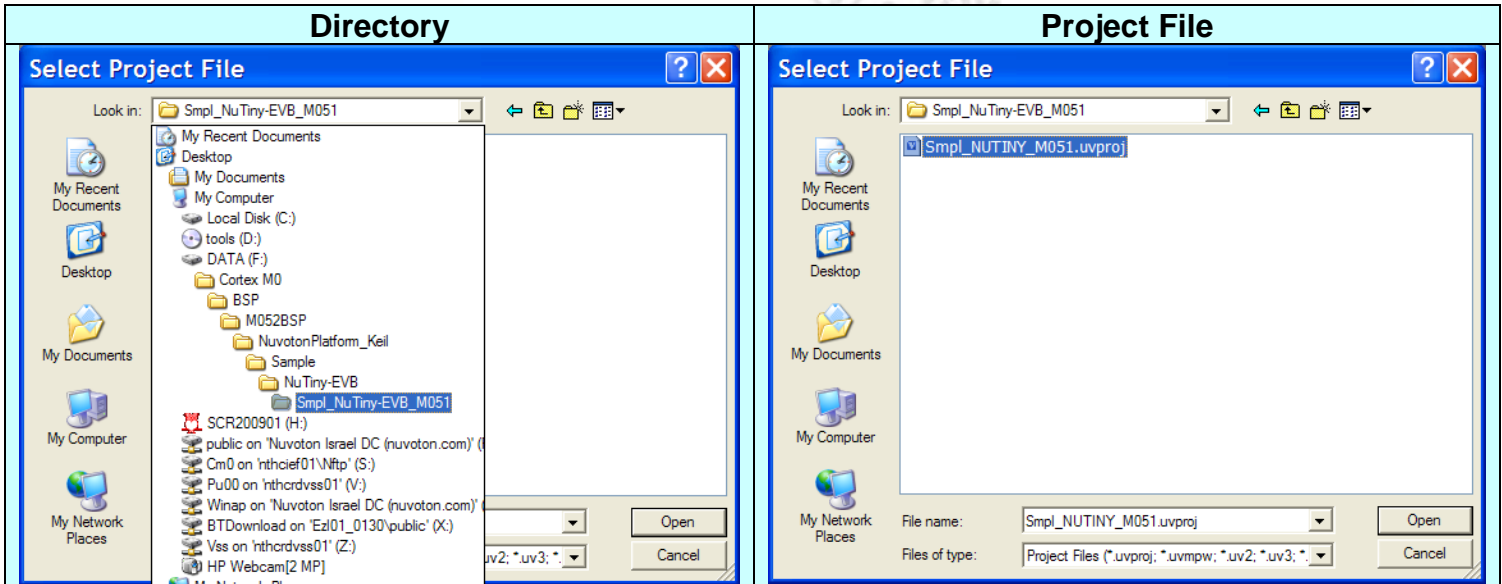 Directory
Project File
Select Project File
Look in:
Smpl_NuTiny-EVB_M051
My Recent Documents
Desktop
My Documents
My Computer
Local Disk (C:)
tools (D:)
DATA (F:)
Cortex M0
BSP
M052BSP
NuvotonPlatform_Keil
Sample
NuTiny-EVB
Smpl_NuTiny-EVB_M051
SCR200901 (H:)
public on 'Nuvoton Israel DC (nuvoton.com)'
Cm0 on 'nthcief01\Nftp' (S:)
Pu00 on 'nthcrdvss01' (V:)
Winap on 'Nuvoton Israel DC (nuvoton.com)'
BTDownload on 'Ezl01_0130\public' (X:)
Vss on 'nthcrdvss01' (Z:)
HP Webcam[2 MP]
My Recent
Documents
Desktop
My Documents
My Computer
My Network
Places
Open
uv2; *.uv3; *.
Cancel
Select Project File
Look in:
Smpl_NuTiny-EVB_M051
Smpl_NUTINY_M051.uvproj
My Recent
Documents
Desktop
My Documents
My Computer
My Network
Places
File name:
Smpl_NUTINY_M051.uvproj
Open
Files of type:
Project Files (*.uvproj; *.uvmpw; *.uv2; *.uv3; *.
Cancel